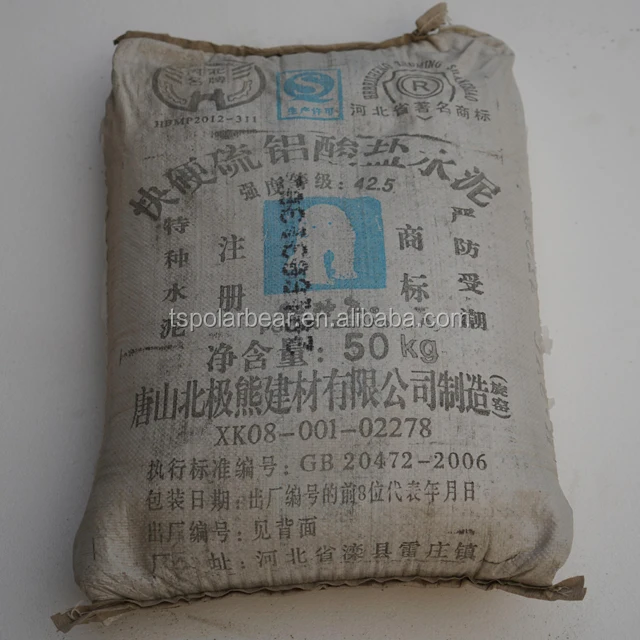 HBMP2012-311
生产许可
河北省著名商标
快硬硫铝酸盐水泥
强度等级：42.5
特种水泥
注册
商标
严防受潮
tspolarbear.en.alibaba.com
净含量：50kg
唐山北极熊建材有限公司制造
XK08-001-02278
执行标准编号：GB 20472-2006
包装日期：出厂编号的前8位代表年月日
出厂编号：见背面
厂址：河北省滦县雷庄镇